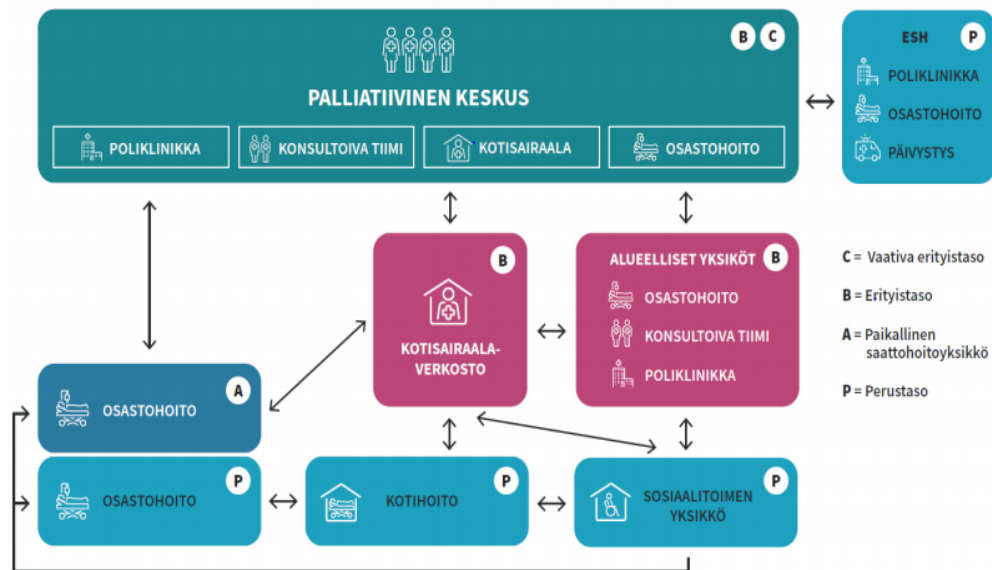 B C
PALLIATIIVINEN KESKUS
POLIKLINIKKA
KONSULTOIVA TIIMI
KOTISAIRAALA
OSASTOHOITO
ESH P
POLIKLINIKKA
OSASTOHOITO
PÄIVYSTYS
B
KOTISAIRAALA-
VERKOSTO
ALUEELLISET YKSIKÖT B
OSASTOHOITO
KONSULTOIVA TIIMI
POLIKLINIKKA
C = Vaativa erityistaso
B = Erityistaso
A = Paikallinen
saattohoitoyksikkö
P = Perustaso
A
OSASTOHOITO
P
OSASTOHOITO
P
KOTIHOITO
P
SOSIAALITOIMEN
YKSIKKÖ